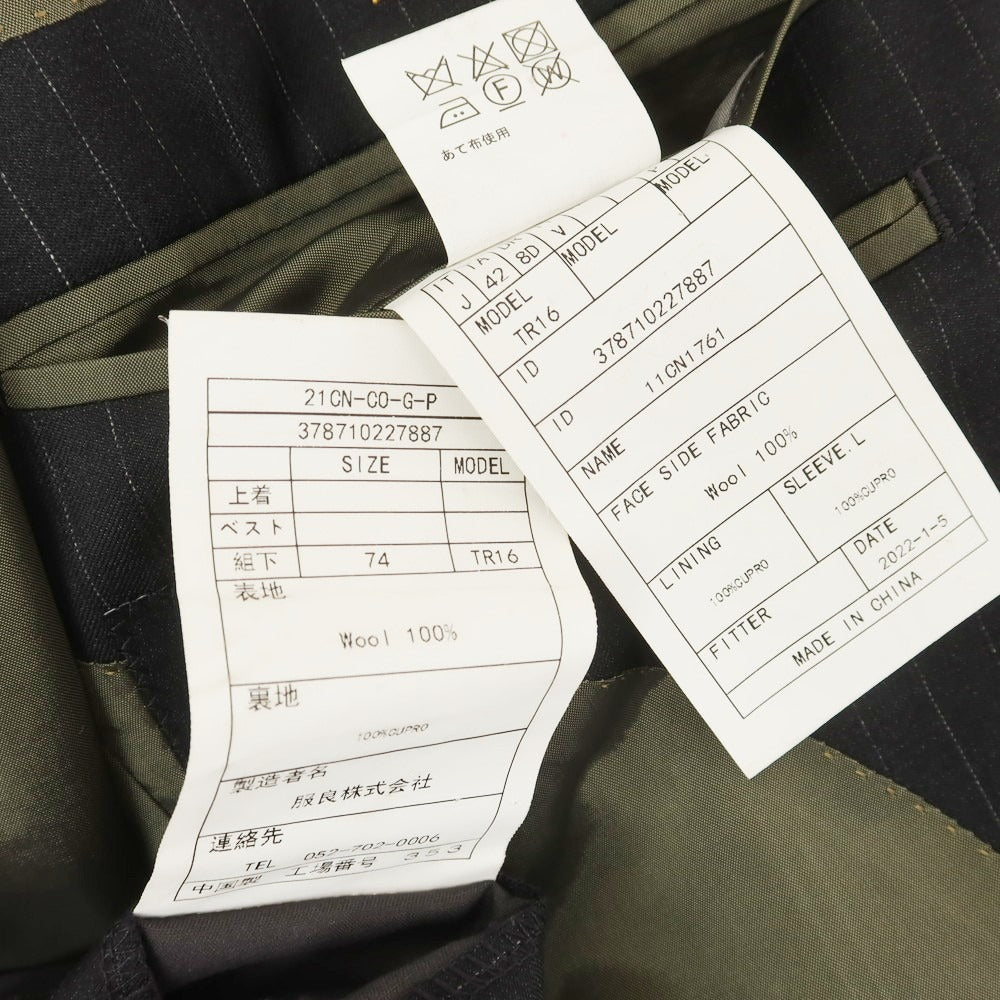 F
W
あて布使用
21CN-CO-G-P
378710227887
SIZE MODEL
上着
ベスト
組下 74 TR16
表地
Wool 100%
裏地
100%CUPRO
製造者名
服良株式会社
連絡先
TEL 052-702-0006
中国製 工場番号 353
MODEL
J 42 8D V MODEL
MODEL
TR16
ID 378710227887
ID 11CN1761
NAME
FACE SIDE FABRIC
Wool 100%
LINING SLEEVE.L
100%CUPRO 100%CUPRO
FITTER DATE
2022-1-5
MADE IN CHINA